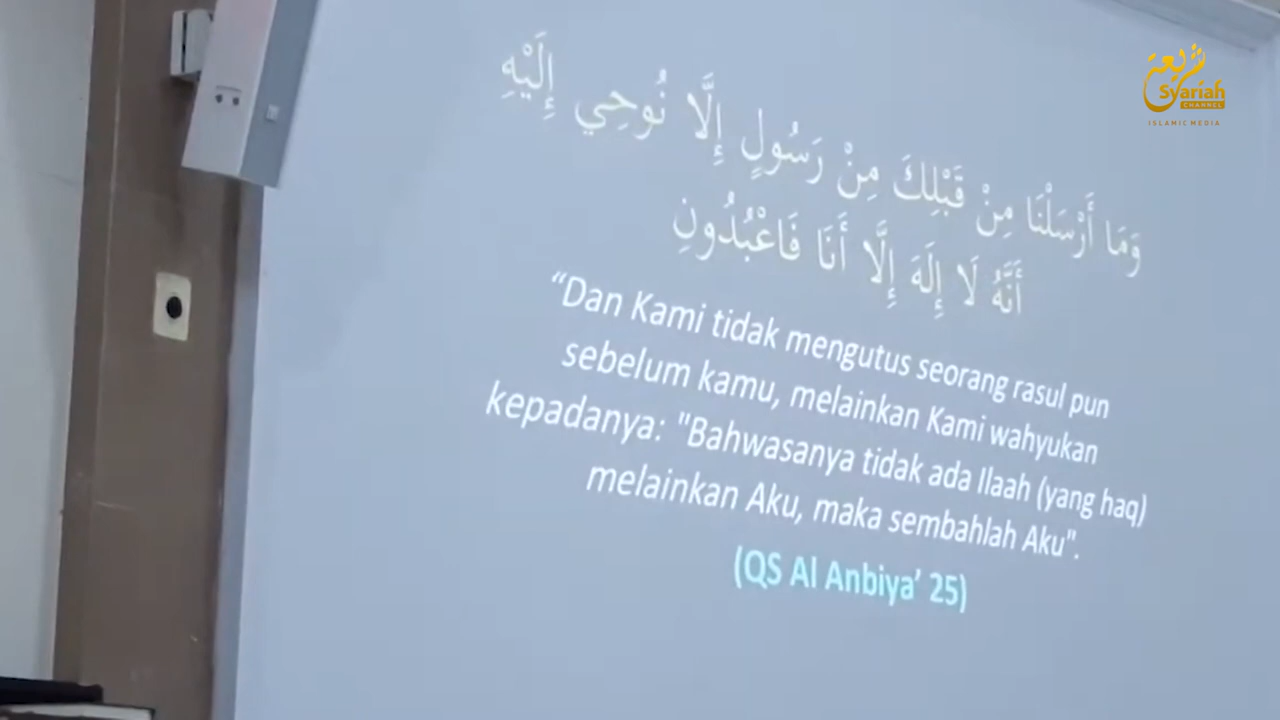 وَمَا أَرْسَلْنَا مِنْ قَبْلِكَ مِنْ رَسُولٍ إِلَّا نُوحِي إِلَيْهِ
أَنَّهُ لَا إِلَهَ إِلَّا أَنَا فَاعْبُدُونِ
“Dan Kami tidak mengutus seorang rasul pun
sebelum kamu, melainkan Kami wahyukan
kepadanya: "Bahwasanya tidak ada Ilaah (yang haq)
melainkan Aku, maka sembahlah Aku".
(QS Al Anbiya’ 25)
شريعة
Syariah
CHANNEL
ISLAMIC MEDIA